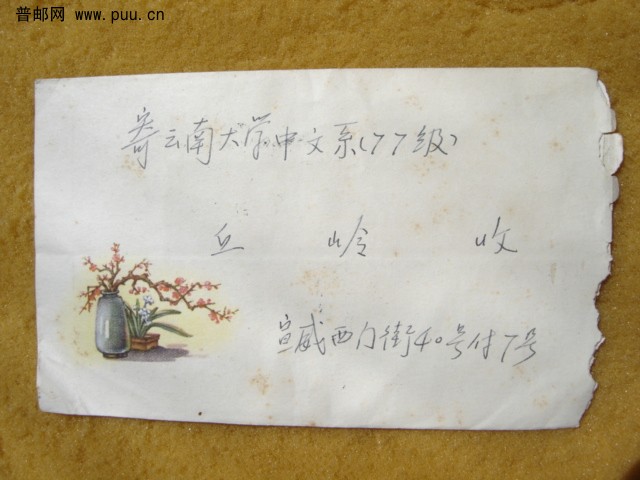 普邮网 www.puu.cn
寄云南大学中文系(77级)
丘岭 收
宣威西门街40号付7号